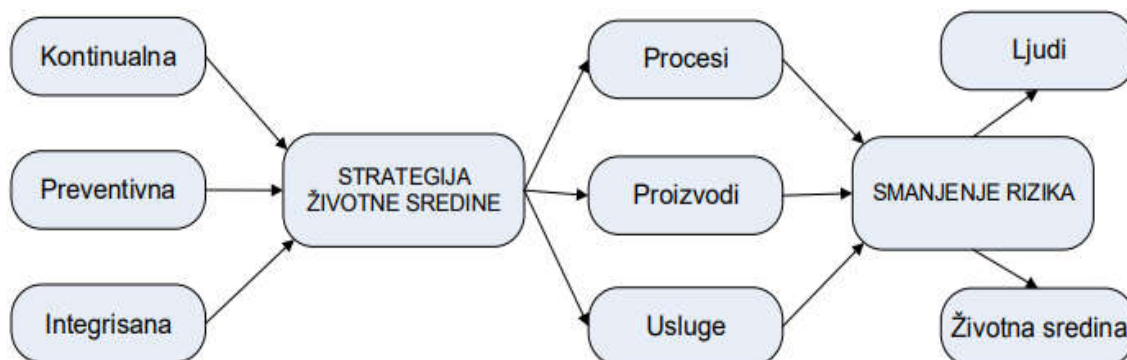 Kontinualna
Preventivna
Integrisana
STRATEGIJA
ŽIVOTNE SREDINE
Procesi
Proizvodi
Usluge
SMANJENJE RIZIKA
Ljudi
Životna sredina